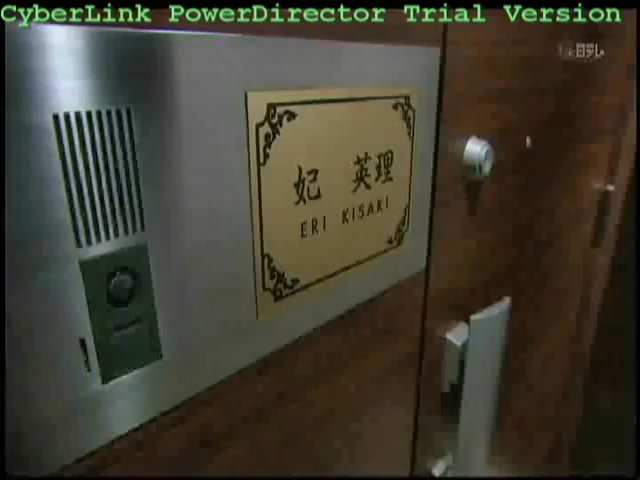 CyberLink PowerDirector Trial Version
日テレ
妃 英理
ERI KISAKI